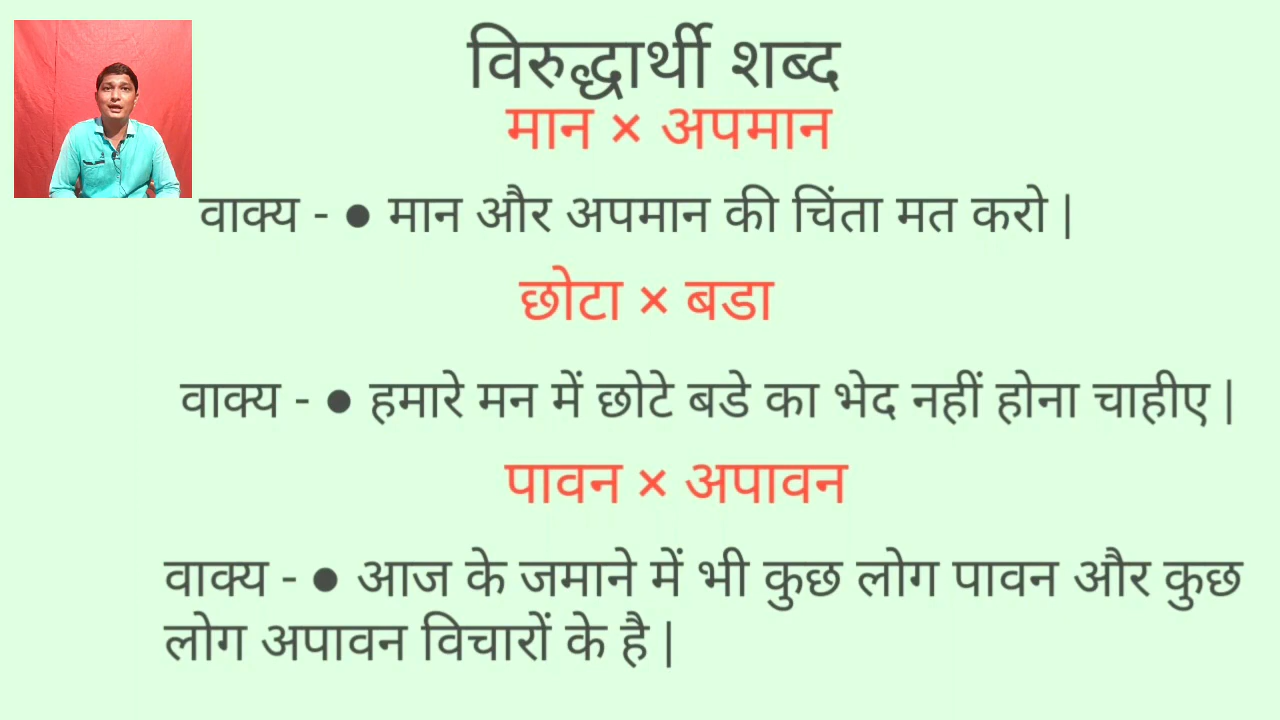 विरुद्धार्थी शब्द
मान × अपमान
वाक्य - ● मान और अपमान की चिंता मत करो |
छोटा × बडा
वाक्य - ● हमारे मन में छोटे बडे का भेद नहीं होना चाहीए |
पावन × अपावन
वाक्य - ● आज के जमाने में भी कुछ लोग पावन और कुछ
लोग अपावन विचारों के है |